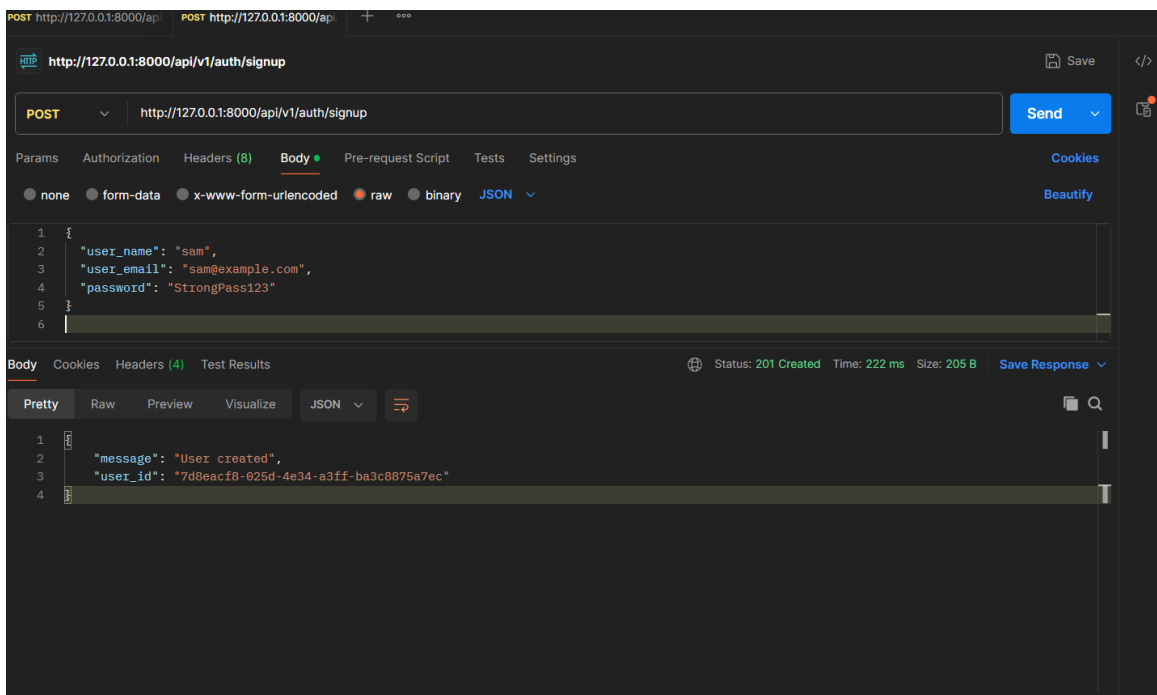 POST http://127.0.0.1:8000/api POST http://127.0.0.1:8000/api
HTTP http://127.0.0.1:8000/api/v1/auth/signup Save </>
POST http://127.0.0.1:8000/api/v1/auth/signup Send
Params Authorization Headers (8) Body Pre-request Script Tests Settings Cookies
none form-data x-www-form-urlencoded raw binary JSON Beautify
1 {
2 "user_name": "sam",
3 "user_email": "sam@example.com",
4 "password": "StrongPass123"
5 }
6
Body Cookies Headers (4) Test Results Status: 201 Created Time: 222 ms Size: 205 B Save Response
Pretty Raw Preview Visualize JSON
1 {
2 "message": "User created",
3 "user_id": "7d8eacf8-025d-4e34-a3ff-ba3c8875a7ec"
4 }